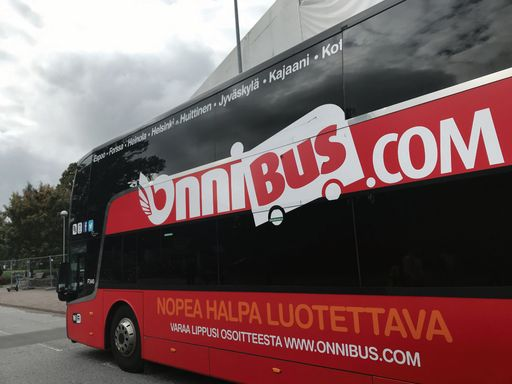 Espoo • Forssa • Heinola • Helsinki • Huittinen • Jyväskylä • Kajaani • Kot
ONNIBUS.COM
NOPEA HALPA LUOTETTAVA
VARAA LIPPUSI OSOITTEESTA WWW.ONNIBUS.COM